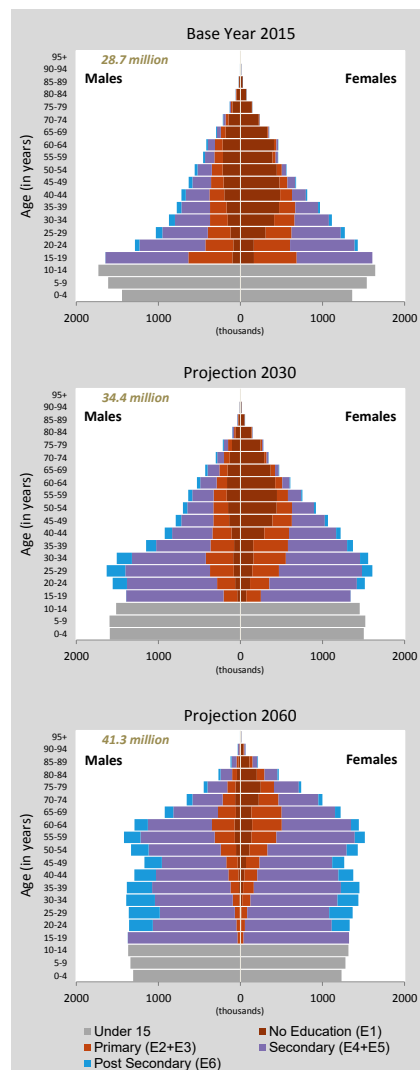 Base Year 2015
28.7 million
Males
Females
Age (in years)
95+
90-94
85-89
80-84
75-79
70-74
65-69
60-64
55-59
50-54
45-49
40-44
35-39
30-34
25-29
20-24
15-19
10-14
5-9
0-4
2000 1000 0 1000 2000
(thousands)
Projection 2030
34.4 million
Males
Females
Age (in years)
95+
90-94
85-89
80-84
75-79
70-74
65-69
60-64
55-59
50-54
45-49
40-44
35-39
30-34
25-29
20-24
15-19
10-14
5-9
0-4
2000 1000 0 1000 2000
(thousands)
Projection 2060
41.3 million
Males
Females
Age (in years)
95+
90-94
85-89
80-84
75-79
70-74
65-69
60-64
55-59
50-54
45-49
40-44
35-39
30-34
25-29
20-24
15-19
10-14
5-9
0-4
2000 1000 0 1000 2000
(thousands)
Under 15 No Education (E1)
Primary (E2+E3) Secondary (E4+E5)
Post Secondary (E6)